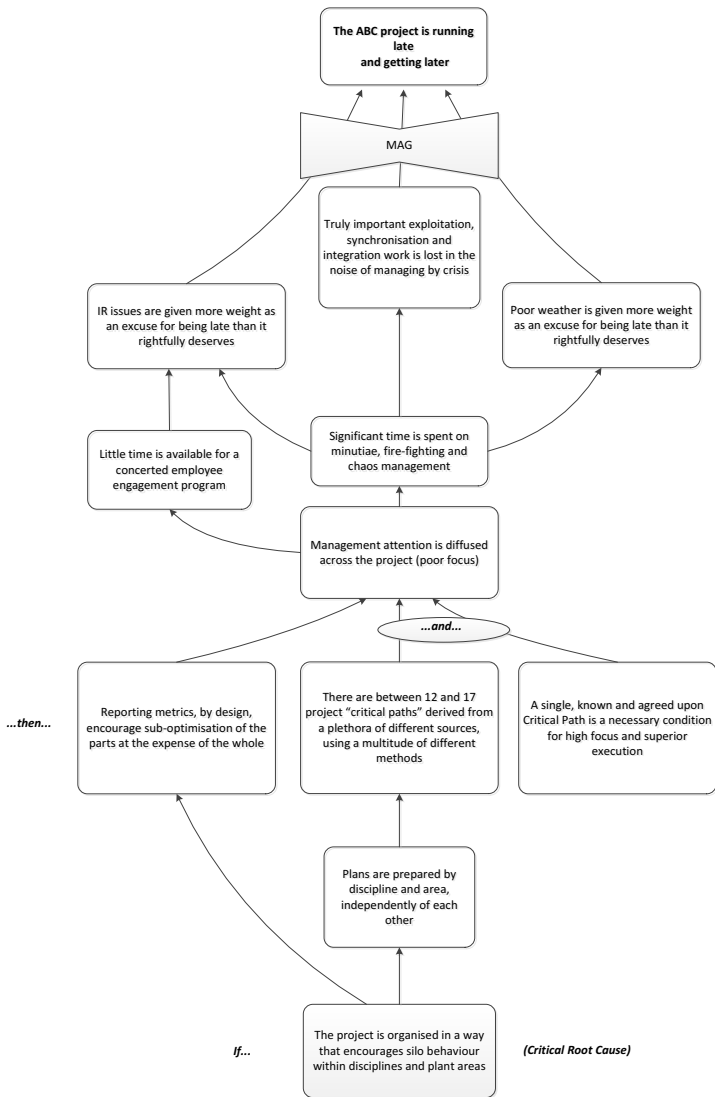 The ABC project is running
late
and getting later
MAG
Truly important exploitation,
synchronisation and
integration work is lost in the
noise of managing by crisis
IR issues are given more weight as
an excuse for being late than it
rightfully deserves
Poor weather is given more weight
as an excuse for being late than it
rightfully deserves
Little time is available for a
concerted employee
engagement program
Significant time is spent on
minutiae, fire-fighting and
chaos management
Management attention is diffused
across the project (poor focus)
...and...
...then...
Reporting metrics, by design,
encourage sub-optimisation of the
parts at the expense of the whole
There are between 12 and 17
project “critical paths” derived from
a plethora of different sources,
using a multitude of different
methods
A single, known and agreed upon
Critical Path is a necessary condition
for high focus and superior
execution
Plans are prepared by
discipline and area,
independently of each
other
If...
The project is organised in a way
that encourages silo behaviour
within disciplines and plant areas
(Critical Root Cause)